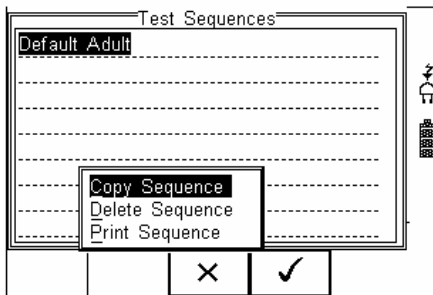 Test Sequences
Default Adult
Copy Sequence
Delete Sequence
Print Sequence